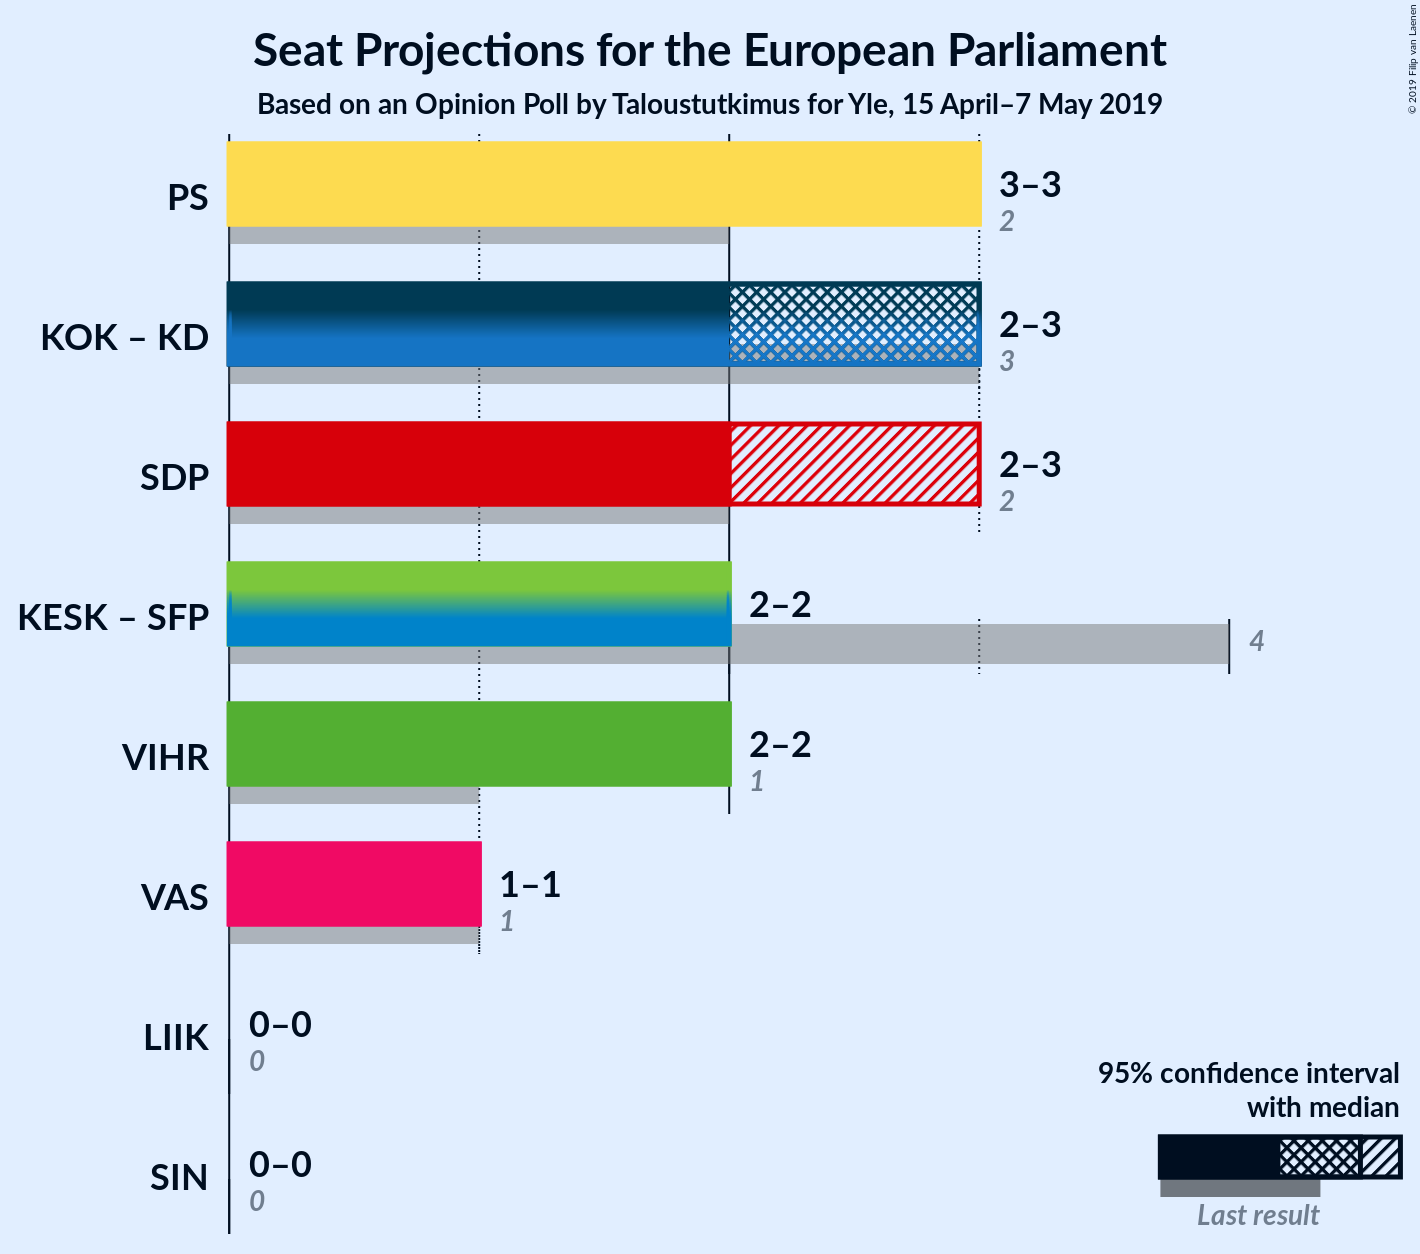 Seat Projections for the European Parliament
Based on an Opinion Poll by Taloustutkimus for Yle, 15 April–7 May 2019
© 2019 Filip van Laenen
PS
3–3
2
KOK – KD
2–3
3
SDP
2–3
2
KESK – SFP
2–2
4
VIHR
2–2
1
VAS
1–1
1
LIIK
0–0
0
SIN
0–0
0
95% confidence interval
with median
Last result